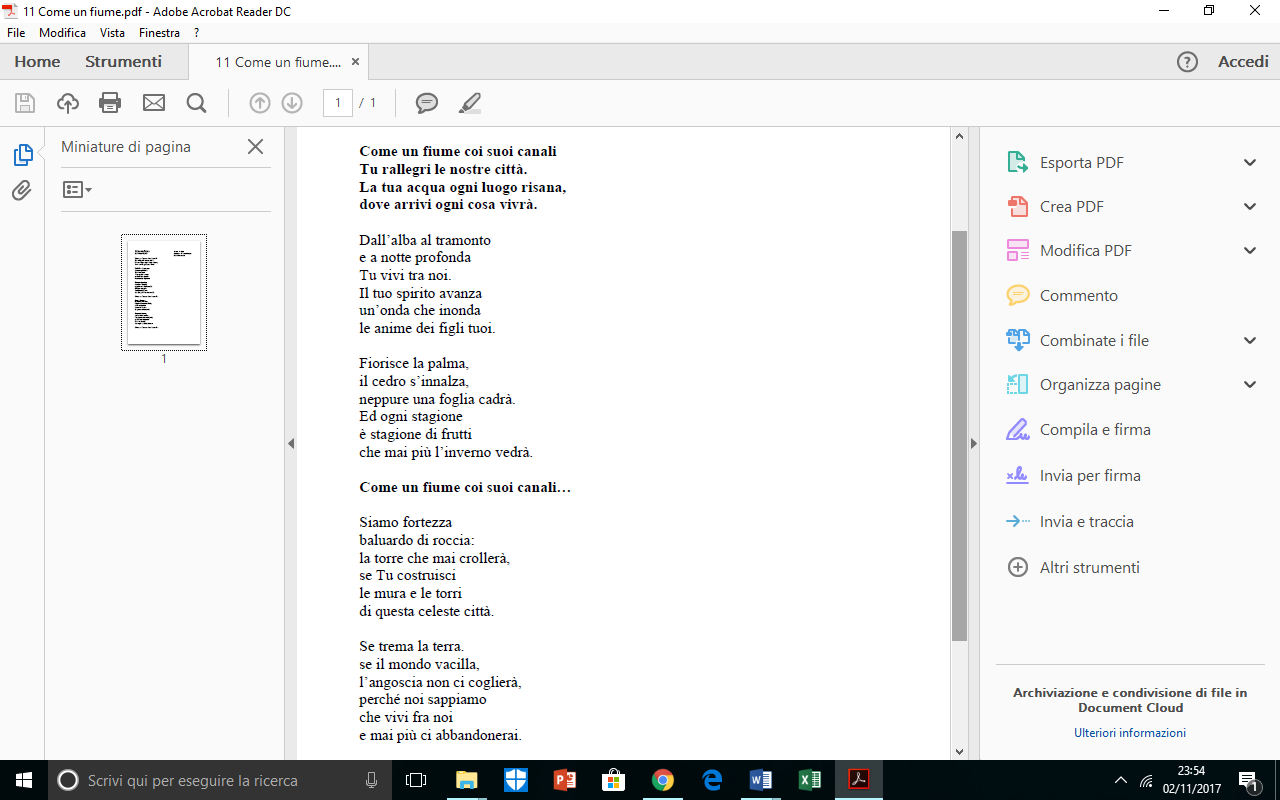 11 Come un fiume.pdf - Adobe Acrobat Reader DC
File Modifica Vista Finestra ?
Home Strumenti 11 Come un fiume.... × Accedi
1 / 1
Miniature di pagina
1
Come un fiume coi suoi canali
Tu rallegri le nostre città.
La tua acqua ogni luogo risana,
dove arrivi ogni cosa vivrà.
Dall’alba al tramonto
e a notte profonda
Tu vivi tra noi.
Il tuo spirito avanza
un’onda che inonda
le anime dei figli tuoi.
Fiorisce la palma,
il cedro s’innalza,
neppure una foglia cadrà.
Ed ogni stagione
è stagione di frutti
che mai più l’inverno vedrà.
Come un fiume coi suoi canali…
Siamo fortezza
baluardo di roccia:
la torre che mai crollerà,
se Tu costruisci
le mura e le torri
di questa celeste città.
Se trema la terra.
se il mondo vacilla,
l’angoscia non ci coglierà,
perché noi sappiamo
che vivi fra noi
e mai più ci abbandonerai.
Esporta PDF
Crea PDF
Modifica PDF
Commento
Combinate i file
Organizza pagine
Compila e firma
Invia per firma
Invia e traccia
Altri strumenti
Archiviazione e condivisione di file in
Document Cloud
Ulteriori informazioni
Scrivi qui per eseguire la ricerca
23:54
02/11/2017
1